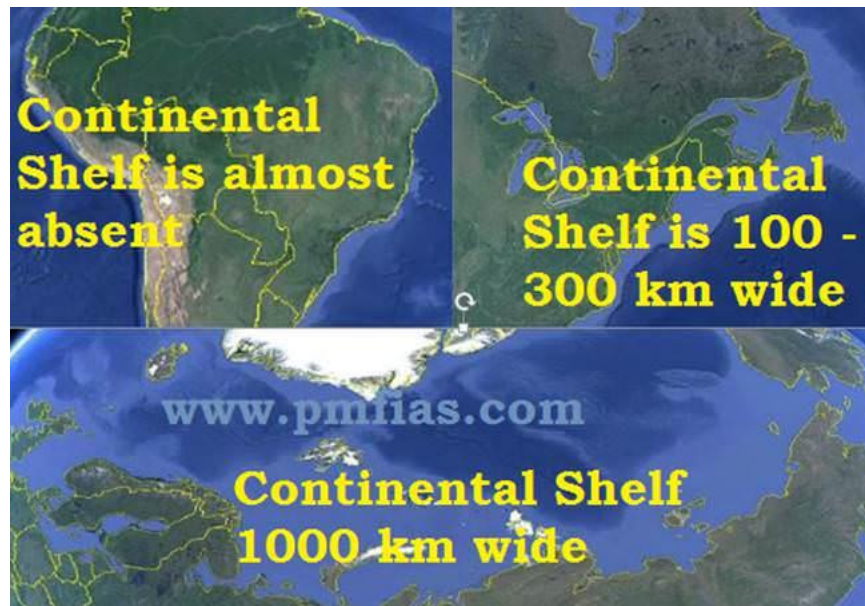 Continental
Shelf is almost
absent
Continental
Shelf is 100 -
300 km wide
www.pmfias.com
Continental Shelf
1000 km wide